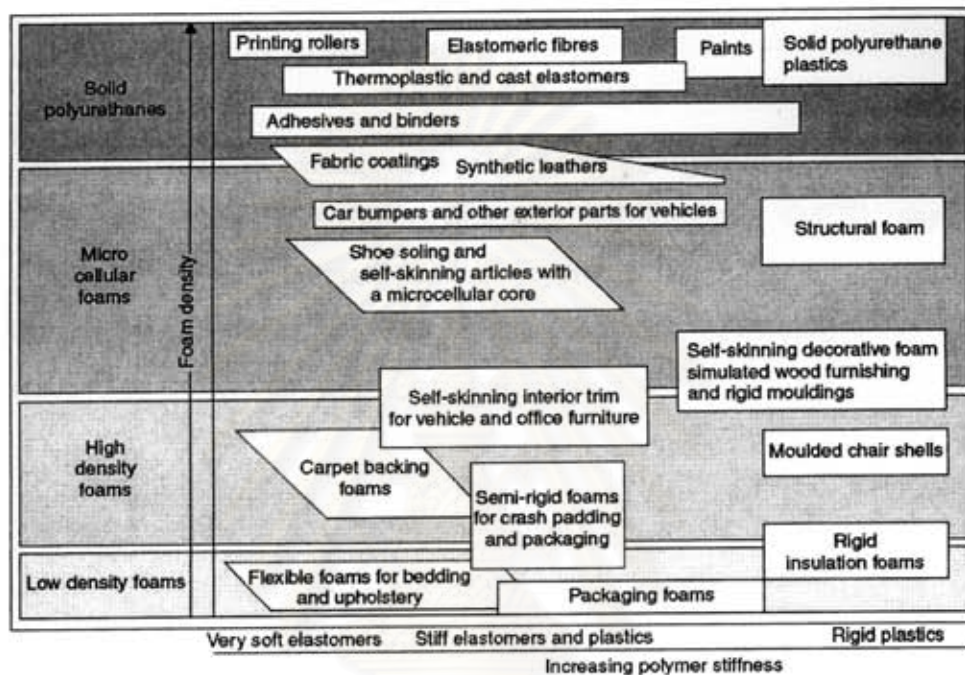 Printing rollers
Elastomeric fibres
Paints
Solid polyurethane
plastics
Thermoplastic and cast elastomers
Solid
polyurethanes
Adhesives and binders
Fabric coatings
Synthetic leathers
Car bumpers and other exterior parts for vehicles
Structural foam
Micro
cellular
foams
Shoe soling and
self-skinning articles with
a microcellular core
Foam density
Self-skinning decorative foam
simulated wood furnishing
and rigid mouldings
Self-skinning interior trim
for vehicle and office furniture
High
density
foams
Carpet backing
foams
Moulded chair shells
Semi-rigid foams
for crash padding
and packaging
Rigid
insulation foams
Low density foams
Flexible foams for bedding
and upholstery
Packaging foams
Very soft elastomers
Stiff elastomers and plastics
Rigid plastics
Increasing polymer stiffness